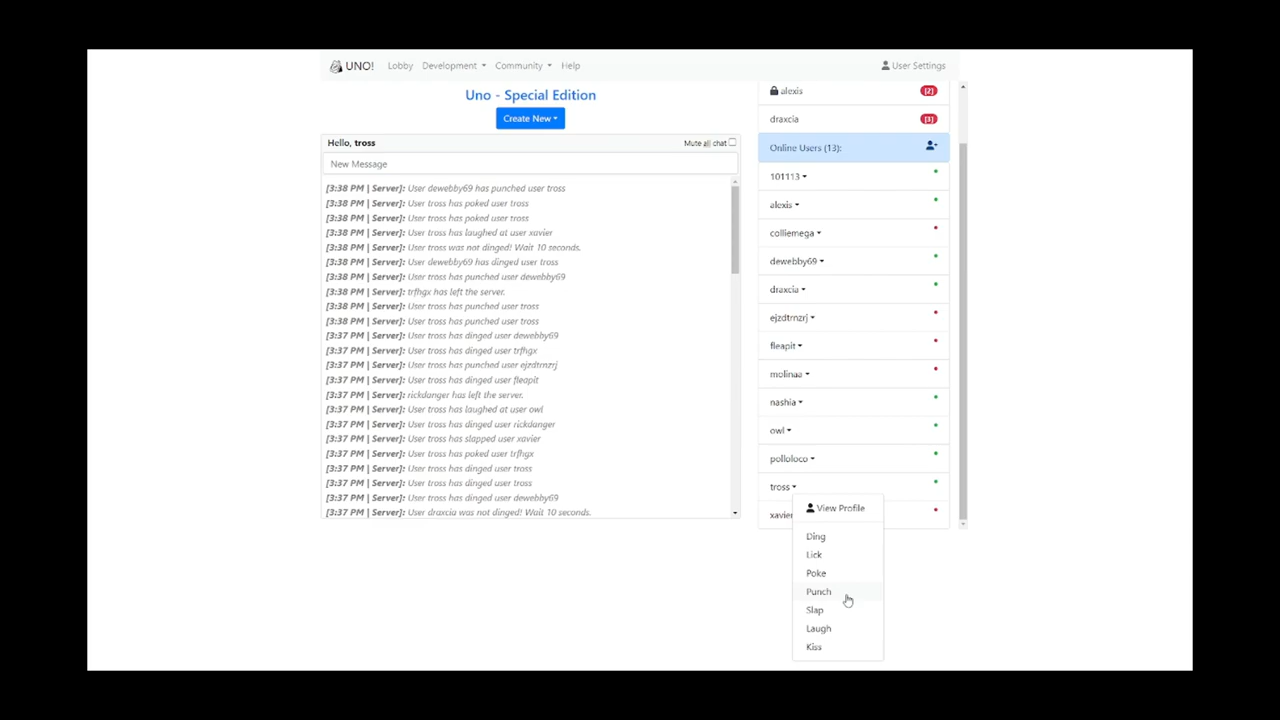 UNO! Lobby Development Community Help User Settings
Uno - Special Edition
Create New
Hello, tross Mute all chat
New Message
[3:38 PM | Server]: User dewebby69 has punched user tross
[3:38 PM | Server]: User tross has poked user tross
[3:38 PM | Server]: User tross has poked user tross
[3:38 PM | Server]: User tross has laughed at user xavier
[3:38 PM | Server]: User tross was not dinged! Wait 10 seconds.
[3:38 PM | Server]: User dewebby69 has dinged user tross
[3:38 PM | Server]: User tross has punched user dewebby69
[3:38 PM | Server]: trfhgx has left the server.
[3:38 PM | Server]: User tross has punched user tross
[3:38 PM | Server]: User tross has punched user tross
[3:37 PM | Server]: User tross has dinged user dewebby69
[3:37 PM | Server]: User tross has dinged user trfhgx
[3:37 PM | Server]: User tross has punched user ejzdtrnzrj
[3:37 PM | Server]: User tross has dinged user fleapit
[3:37 PM | Server]: rickdanger has left the server.
[3:37 PM | Server]: User tross has laughed at user owl
[3:37 PM | Server]: User tross has dinged user rickdanger
[3:37 PM | Server]: User tross has slapped user xavier
[3:37 PM | Server]: User tross has poked user trfhgx
[3:37 PM | Server]: User tross has dinged user tross
[3:37 PM | Server]: User tross has dinged user tross
[3:37 PM | Server]: User tross has dinged user dewebby69
[3:37 PM | Server]: User draxcia was not dinged! Wait 10 seconds.
alexis [2]
draxcia [3]
Online Users (13):
101113
alexis
colliemega
dewebby69
draxcia
ejzdtrnzrj
fleapit
molinaa
nashia
owl
polloloco
tross
xavier
View Profile
Ding
Lick
Poke
Punch
Slap
Laugh
Kiss